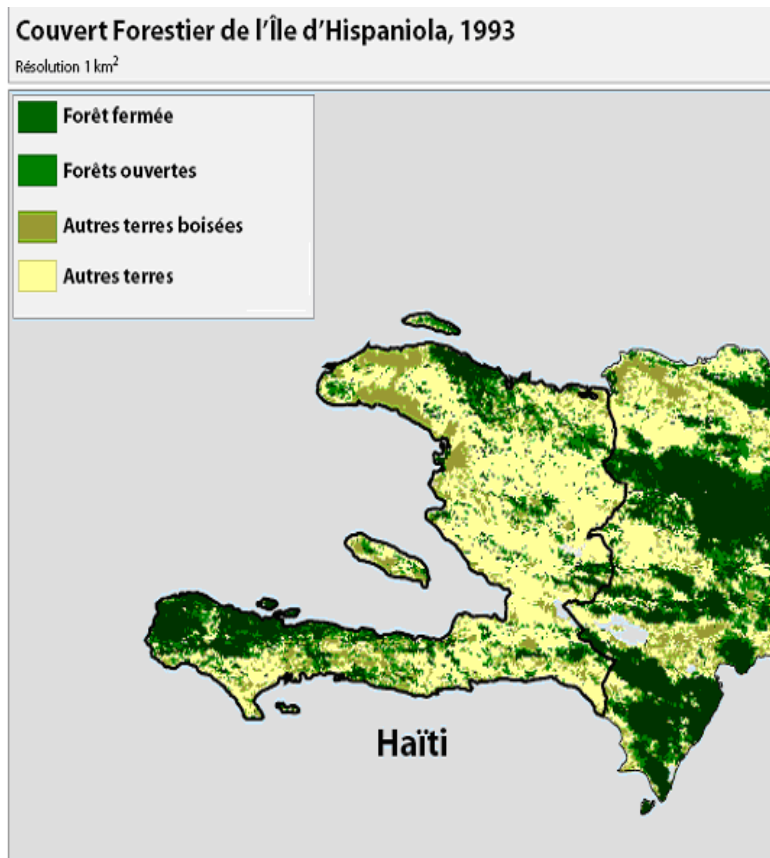 Couvert Forestier de l'Île d'Hispaniola, 1993
Résolution 1 km²
Forêt fermée
Forêts ouvertes
Autres terres boisées
Autres terres
Haïti